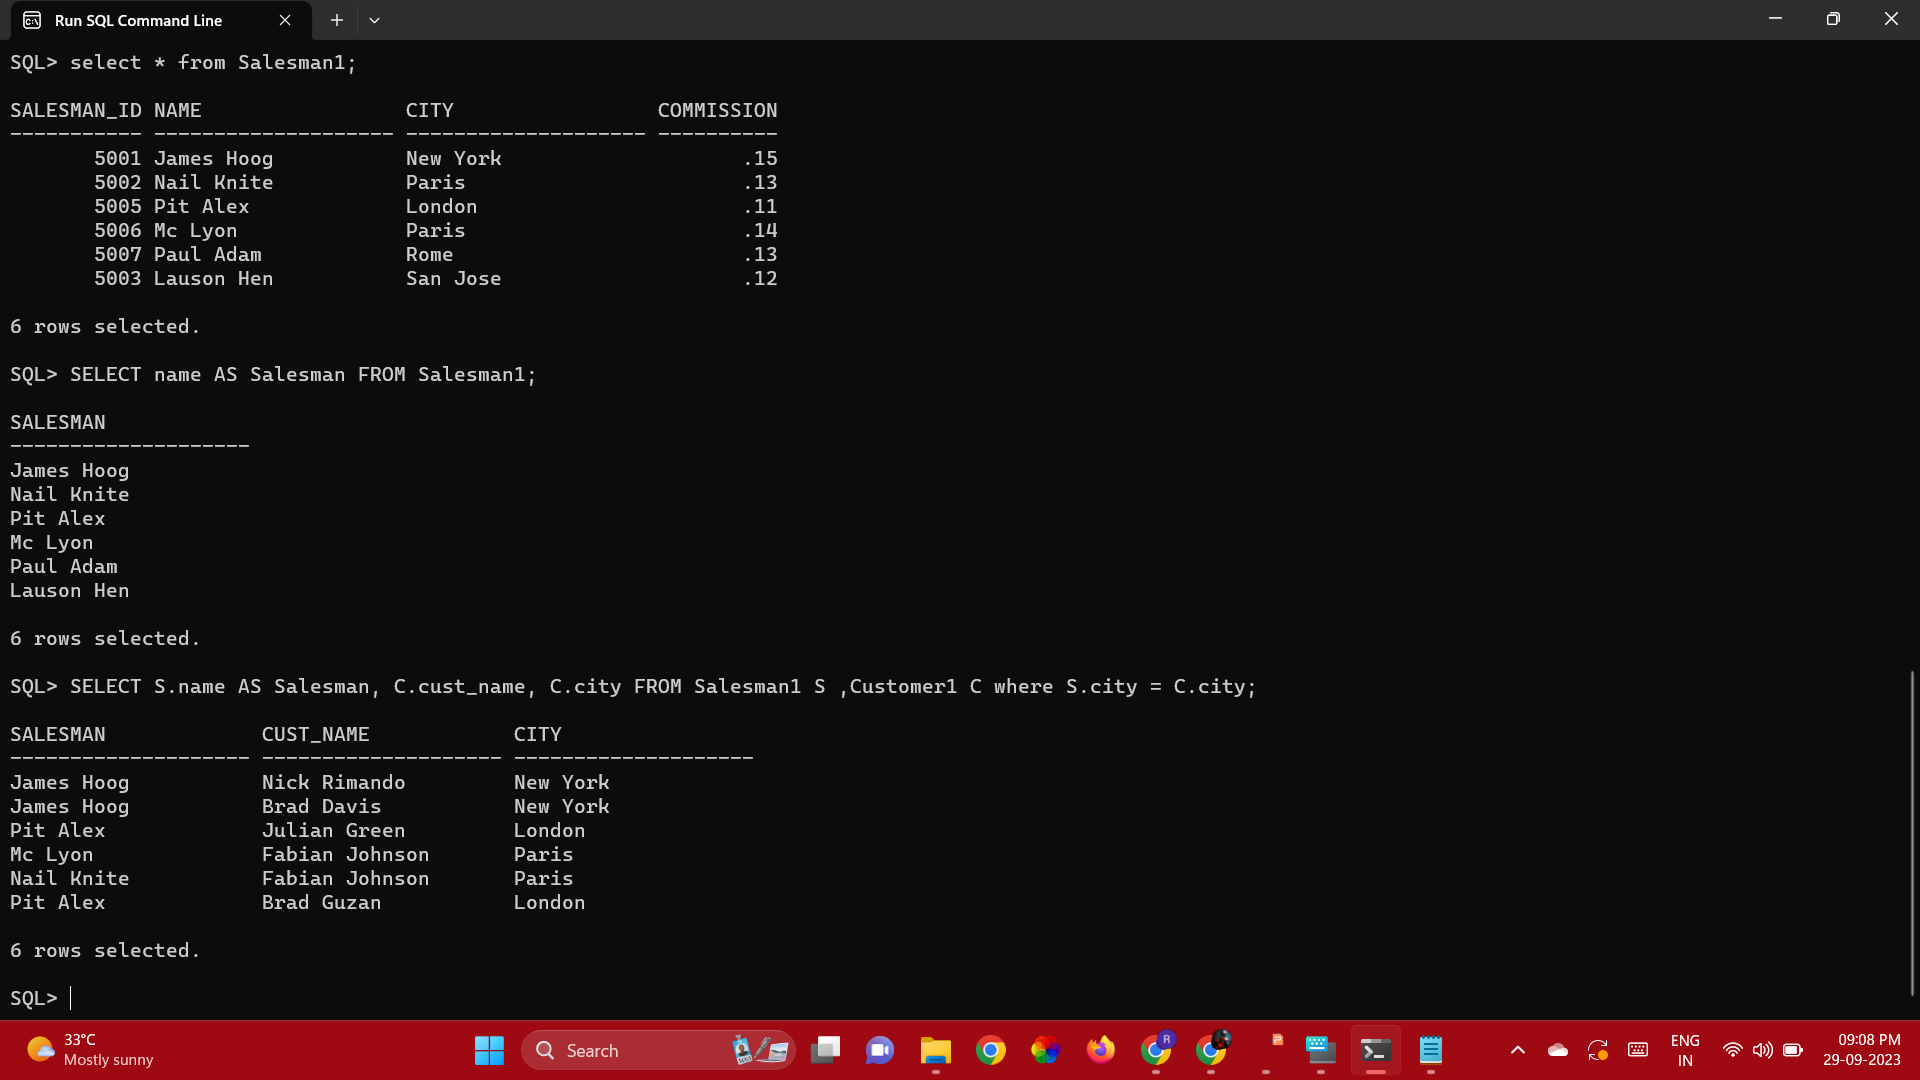 Run SQL Command Line
SQL> select * from Salesman1;
SALESMAN_ID NAME                 CITY                 COMMISSION
----------- -------------------- -------------------- ----------
       5001 James Hoog           New York                    .15
       5002 Nail Knite           Paris                       .13
       5005 Pit Alex             London                      .11
       5006 Mc Lyon              Paris                       .14
       5007 Paul Adam            Rome                        .13
       5003 Lauson Hen           San Jose                    .12
6 rows selected.
SQL> SELECT name AS Salesman FROM Salesman1;
SALESMAN
--------------------
James Hoog
Nail Knite
Pit Alex
Mc Lyon
Paul Adam
Lauson Hen
6 rows selected.
SQL> SELECT S.name AS Salesman, C.cust_name, C.city FROM Salesman1 S ,Customer1 C where S.city = C.city;
SALESMAN             CUST_NAME            CITY
-------------------- -------------------- --------------------
James Hoog           Nick Rimando         New York
James Hoog           Brad Davis           New York
Pit Alex             Julian Green         London
Mc Lyon              Fabian Johnson       Paris
Nail Knite           Fabian Johnson       Paris
Pit Alex             Brad Guzan           London
6 rows selected.
SQL>
33°C
Mostly sunny
Search
R
P
ENG
IN
09:08 PM
29-09-2023